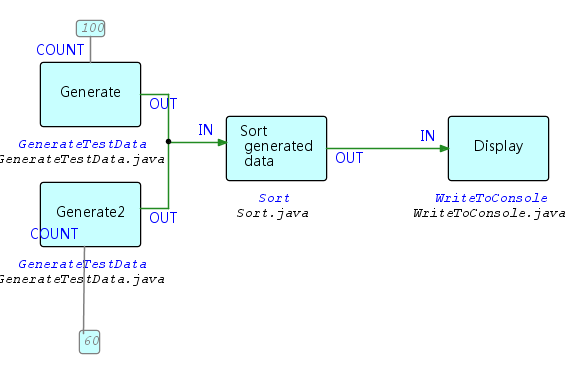 100
COUNT
Generate
OUT
GenerateTestData
GenerateTestData.java
IN
Sort
generated
data
OUT
Sort
Sort.java
IN
Display
WriteToConsole
WriteToConsole.java
Generate2
OUT
COUNT
GenerateTestData
GenerateTestData.java
60